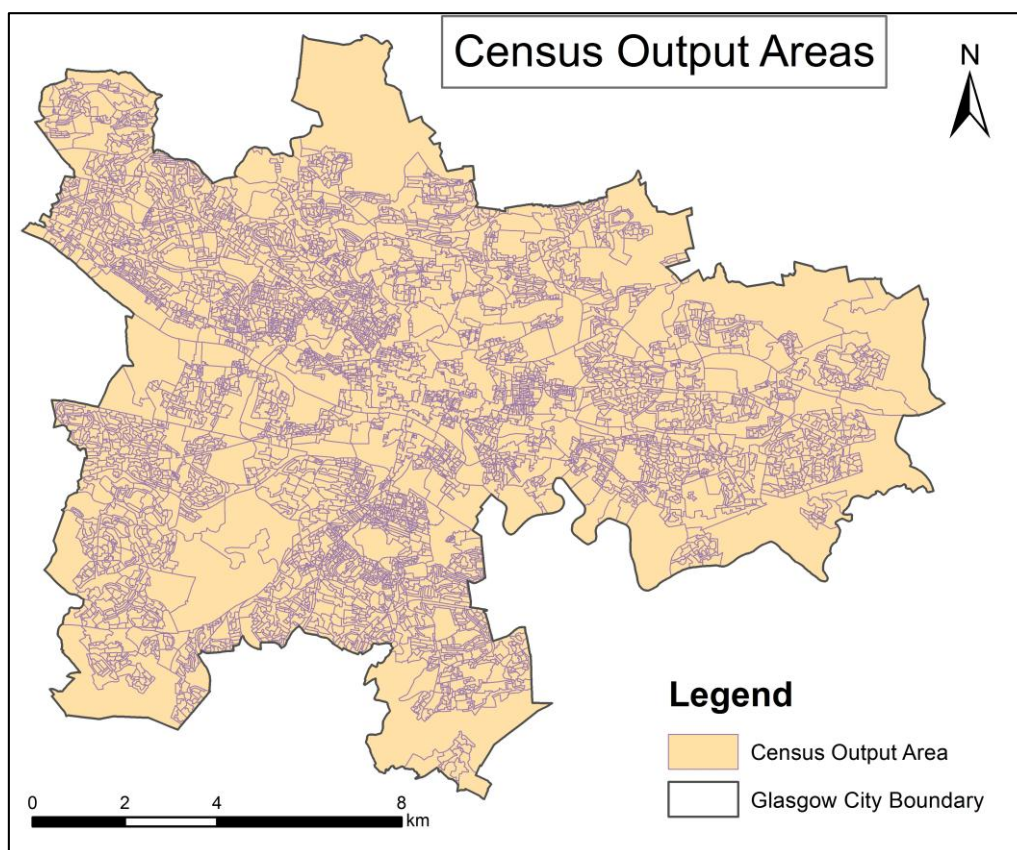 Census Output Areas
N
Legend
Census Output Area
Glasgow City Boundary
0 2 4 8
km